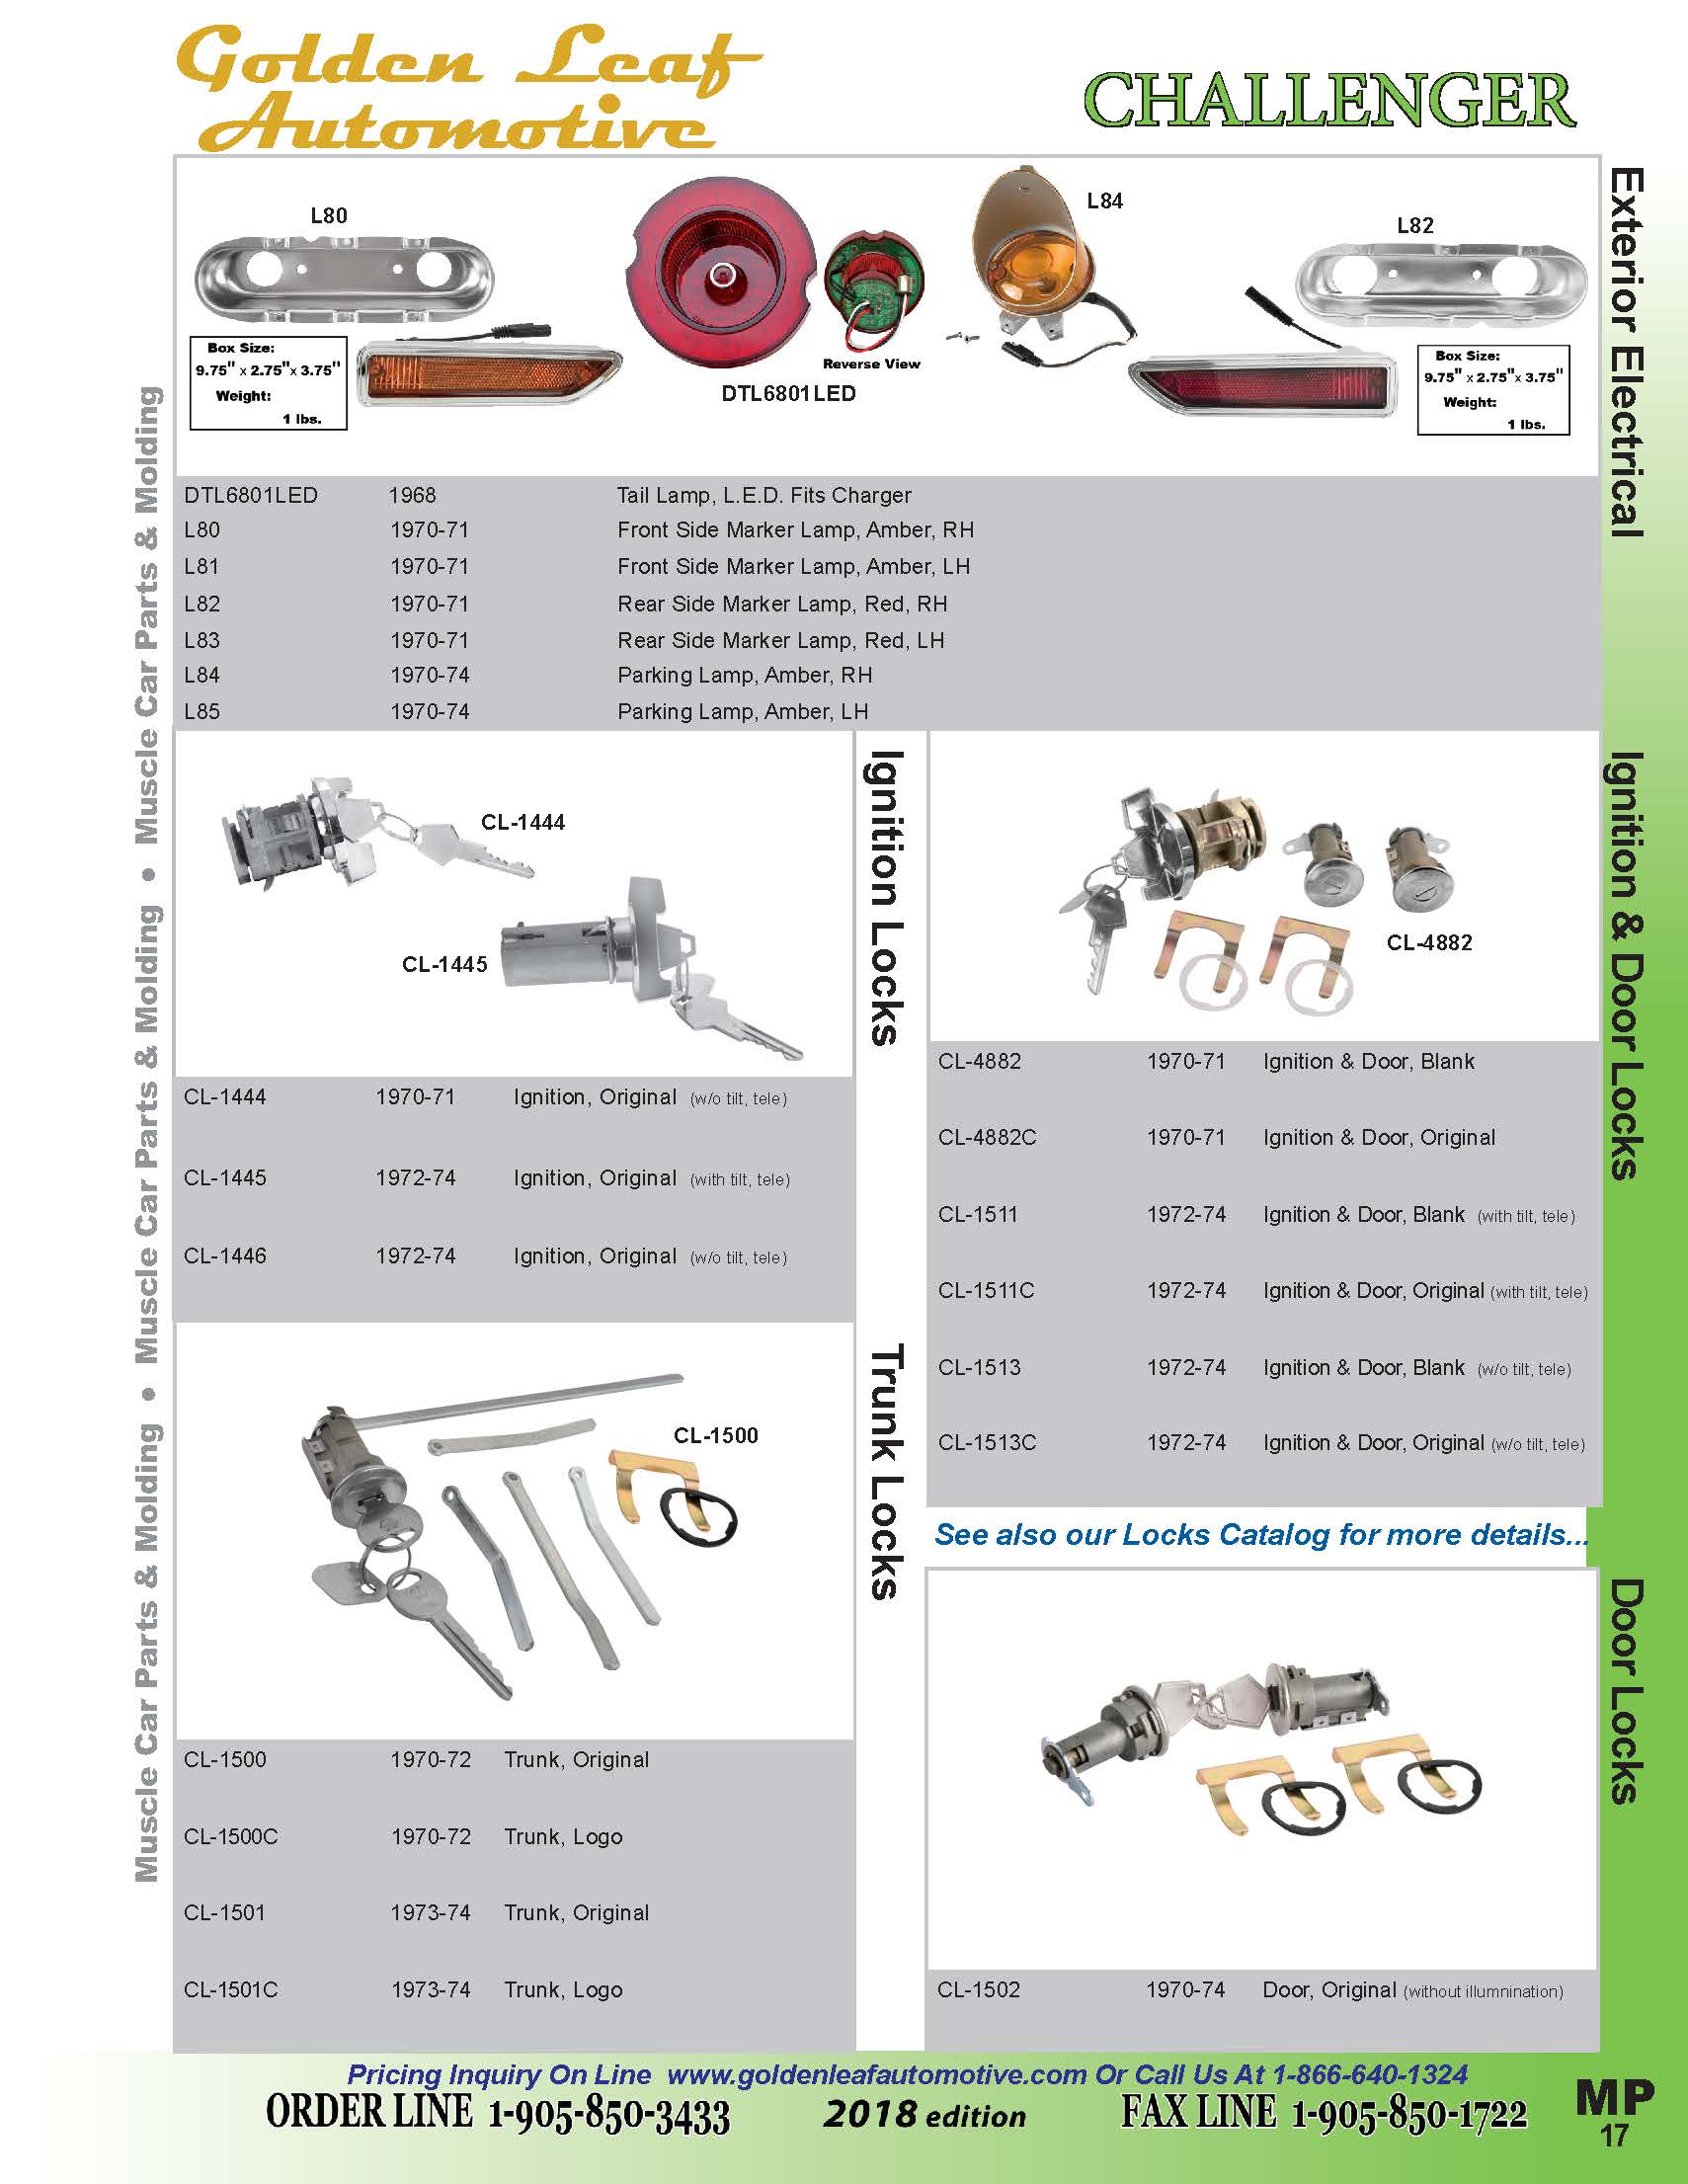 Golden Leaf
Automotive
CHALLENGER
Exterior Electrical
L80
L84
L82
Box Size:
9.75" x 2.75"x 3.75"
Weight:
1 lbs.
Reverse View
DTL6801LED
Box Size:
9.75" x 2.75"x 3.75"
Weight:
1 lbs.
DTL6801LED 1968 Tail Lamp, L.E.D. Fits Charger
L80 1970-71 Front Side Marker Lamp, Amber, RH
L81 1970-71 Front Side Marker Lamp, Amber, LH
L82 1970-71 Rear Side Marker Lamp, Red, RH
L83 1970-71 Rear Side Marker Lamp, Red, LH
L84 1970-74 Parking Lamp, Amber, RH
L85 1970-74 Parking Lamp, Amber, LH
Muscle Car Parts & Molding • Muscle Car Parts & Molding • Muscle Car Parts & Molding
Ignition Locks
CL-1444
CL-1445
CL-1444 1970-71 Ignition, Original (w/o tilt, tele)
CL-1445 1972-74 Ignition, Original (with tilt, tele)
CL-1446 1972-74 Ignition, Original (w/o tilt, tele)
Ignition & Door Locks
CL-4882
CL-4882 1970-71 Ignition & Door, Blank
CL-4882C 1970-71 Ignition & Door, Original
CL-1511 1972-74 Ignition & Door, Blank (with tilt, tele)
CL-1511C 1972-74 Ignition & Door, Original (with tilt, tele)
CL-1513 1972-74 Ignition & Door, Blank (w/o tilt, tele)
CL-1513C 1972-74 Ignition & Door, Original (w/o tilt, tele)
See also our Locks Catalog for more details...
Trunk Locks
CL-1500
CL-1500 1970-72 Trunk, Original
CL-1500C 1970-72 Trunk, Logo
CL-1501 1973-74 Trunk, Original
CL-1501C 1973-74 Trunk, Logo
Door Locks
CL-1502 1970-74 Door, Original (without illumnination)
Pricing Inquiry On Line www.goldenleafautomotive.com Or Call Us At 1-866-640-1324
ORDER LINE 1-905-850-3433 2018 edition FAX LINE 1-905-850-1722
MP
17